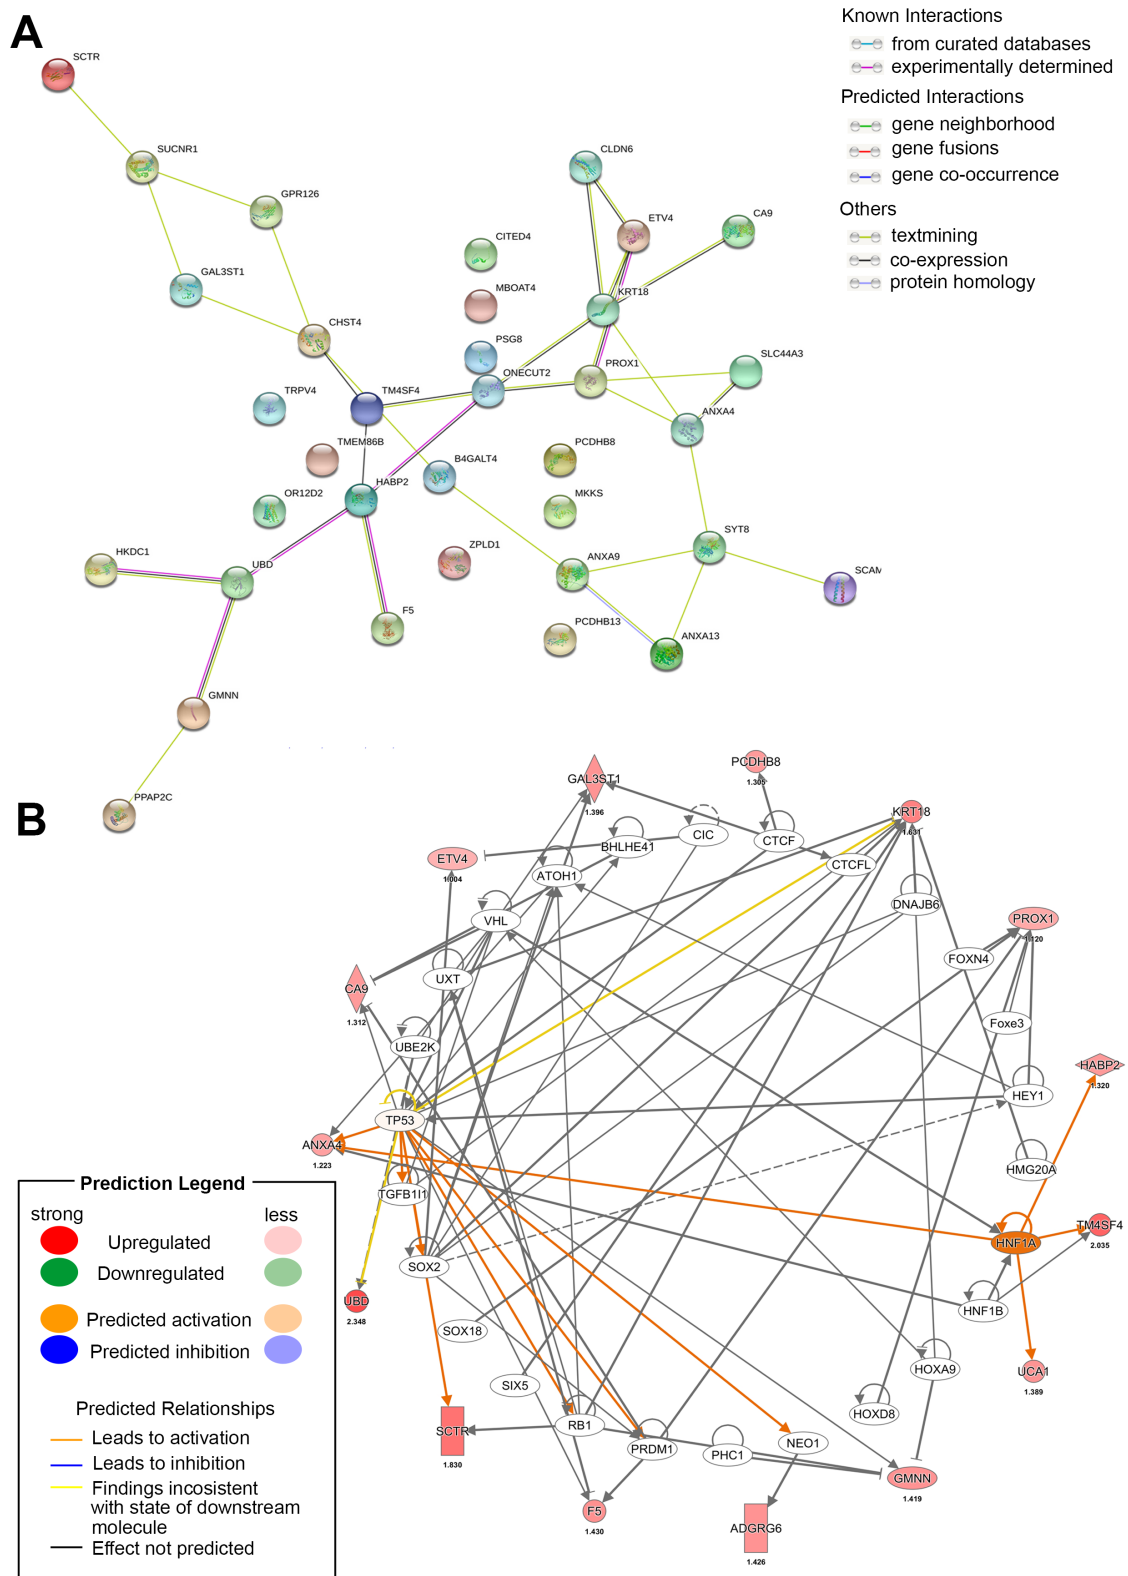 A
Known Interactions
from curated databases
experimentally determined
Predicted Interactions
gene neighborhood
gene fusions
gene co-occurrence
Others
textmining
co-expression
protein homology
SCTR
SUCNR1
GPR126
GAL3ST1
CHST4
CITED4
MBOAT4
PSG8
ONECUT2
CLDN6
ETV4
CA9
KRT18
PROX1
SLC44A3
ANXA4
TRPV4
TM4SF4
TMEM86B
B4GALT4
HABP2
OR12D2
PCDHB8
MKKS
SYT8
HKDC1
UBD
ZPLD1
ANXA9
SCAM
F5
PCDHB13
ANXA13
GMNN
PPAP2C
B
GAL3ST1
1.396
PCDHB8
1.305
KRT18
1.631
CIC
CTCF
BHLHE41
CTCFL
ETV4
1.004
ATOH1
DNAJB6
VHL
PROX1
1.120
FOXN4
UXT
CA9
1.312
Foxe3
UBE2K
HABP2
1.320
HEY1
TP53
ANXA4
1.223
HMG20A
TGFB1I1
TM4SF4
2.035
HNF1A
SOX2
UBD
2.348
HNF1B
SOX18
HOXA9
UCA1
1.389
SIX5
HOXD8
SCTR
1.830
RB1
PRDM1
PHC1
NEO1
GMNN
1.419
F5
1.430
ADGRG6
1.426
Prediction Legend
strong less
Upregulated
Downregulated
Predicted activation
Predicted inhibition
Predicted Relationships
Leads to activation
Leads to inhibition
Findings incosistent
with state of downstream
molecule
Effect not predicted